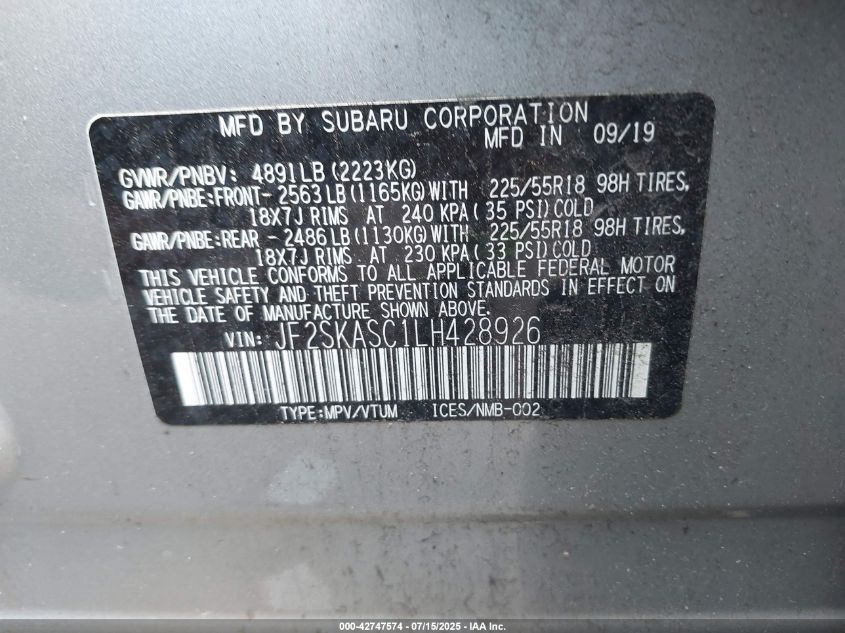 MFD BY SUBARU CORPORATION
MFD IN 09/19
GVWR/PNBV: 4891LB (2223KG)
GAWR/PNBE:FRONT- 2563LB(1165KG)WITH 225/55R18 98H TIRES,
18X7J RIMS AT 240 KPA( 35 PSI)COLD
GAWR/PNBE:REAR - 2486LB(1130KG)WITH 225/55R18 98H TIRES,
18X7J RIMS AT 230 KPA( 33 PSI)COLD
THIS VEHICLE CONFORMS TO ALL APPLICABLE FEDERAL MOTOR
VEHICLE SAFETY AND THEFT PREVENTION STANDARDS IN EFFECT ON
THE DATE OF MANUFACTURE SHOWN ABOVE.
VIN: JF2SKASC1LH428926
TYPE:MPV/VTUM ICES/NMB-002
000-42747574 - 07/15/2025 - IAA Inc.